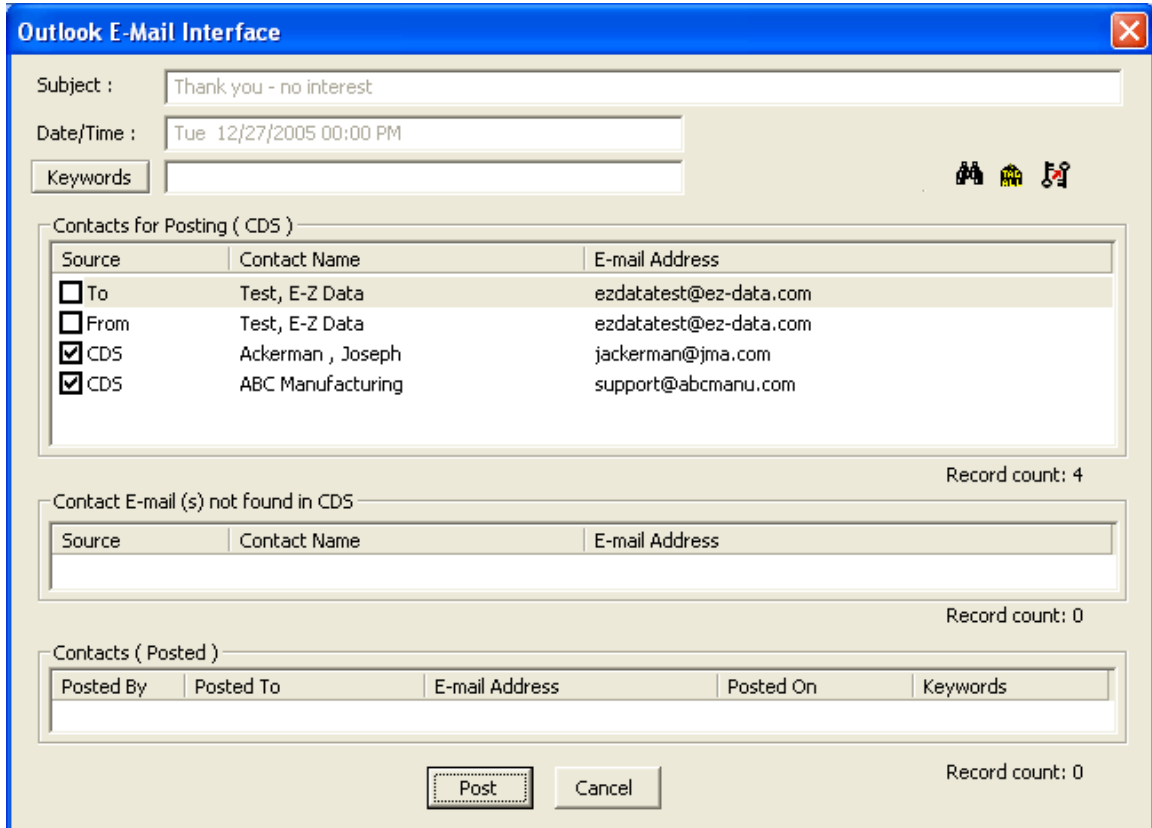 Outlook E-Mail Interface
Subject : Thank you - no interest
Date/Time : Tue 12/27/2005 00:00 PM
Keywords
Contacts for Posting ( CDS )
Source Contact Name E-mail Address
To Test, E-Z Data ezdatatest@ez-data.com
From Test, E-Z Data ezdatatest@ez-data.com
CDS Ackerman , Joseph jackerman@jma.com
CDS ABC Manufacturing support@abcmanu.com
Record count: 4
Contact E-mail (s) not found in CDS
Source Contact Name E-mail Address
Record count: 0
Contacts ( Posted )
Posted By Posted To E-mail Address Posted On Keywords
Record count: 0
Post Cancel